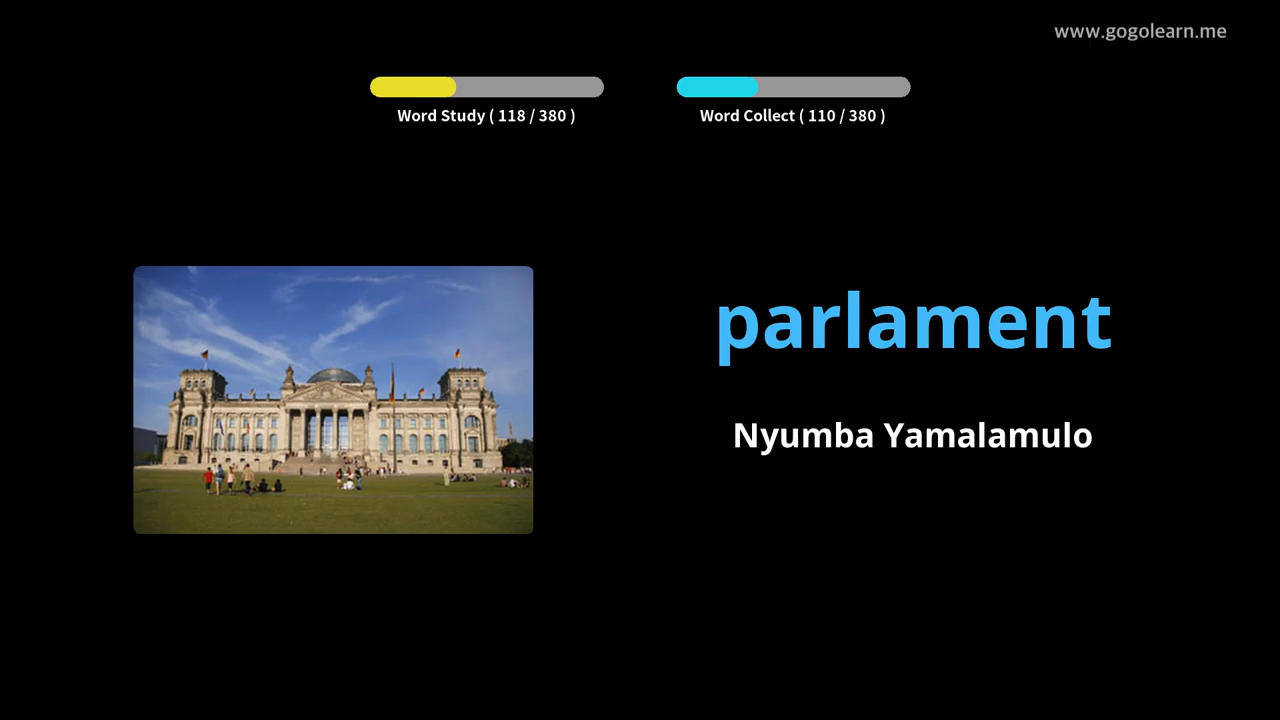 www.gogolearn.me
Word Study ( 118 / 380 )
Word Collect ( 110 / 380 )
parlament
Nyumba Yamalamulo